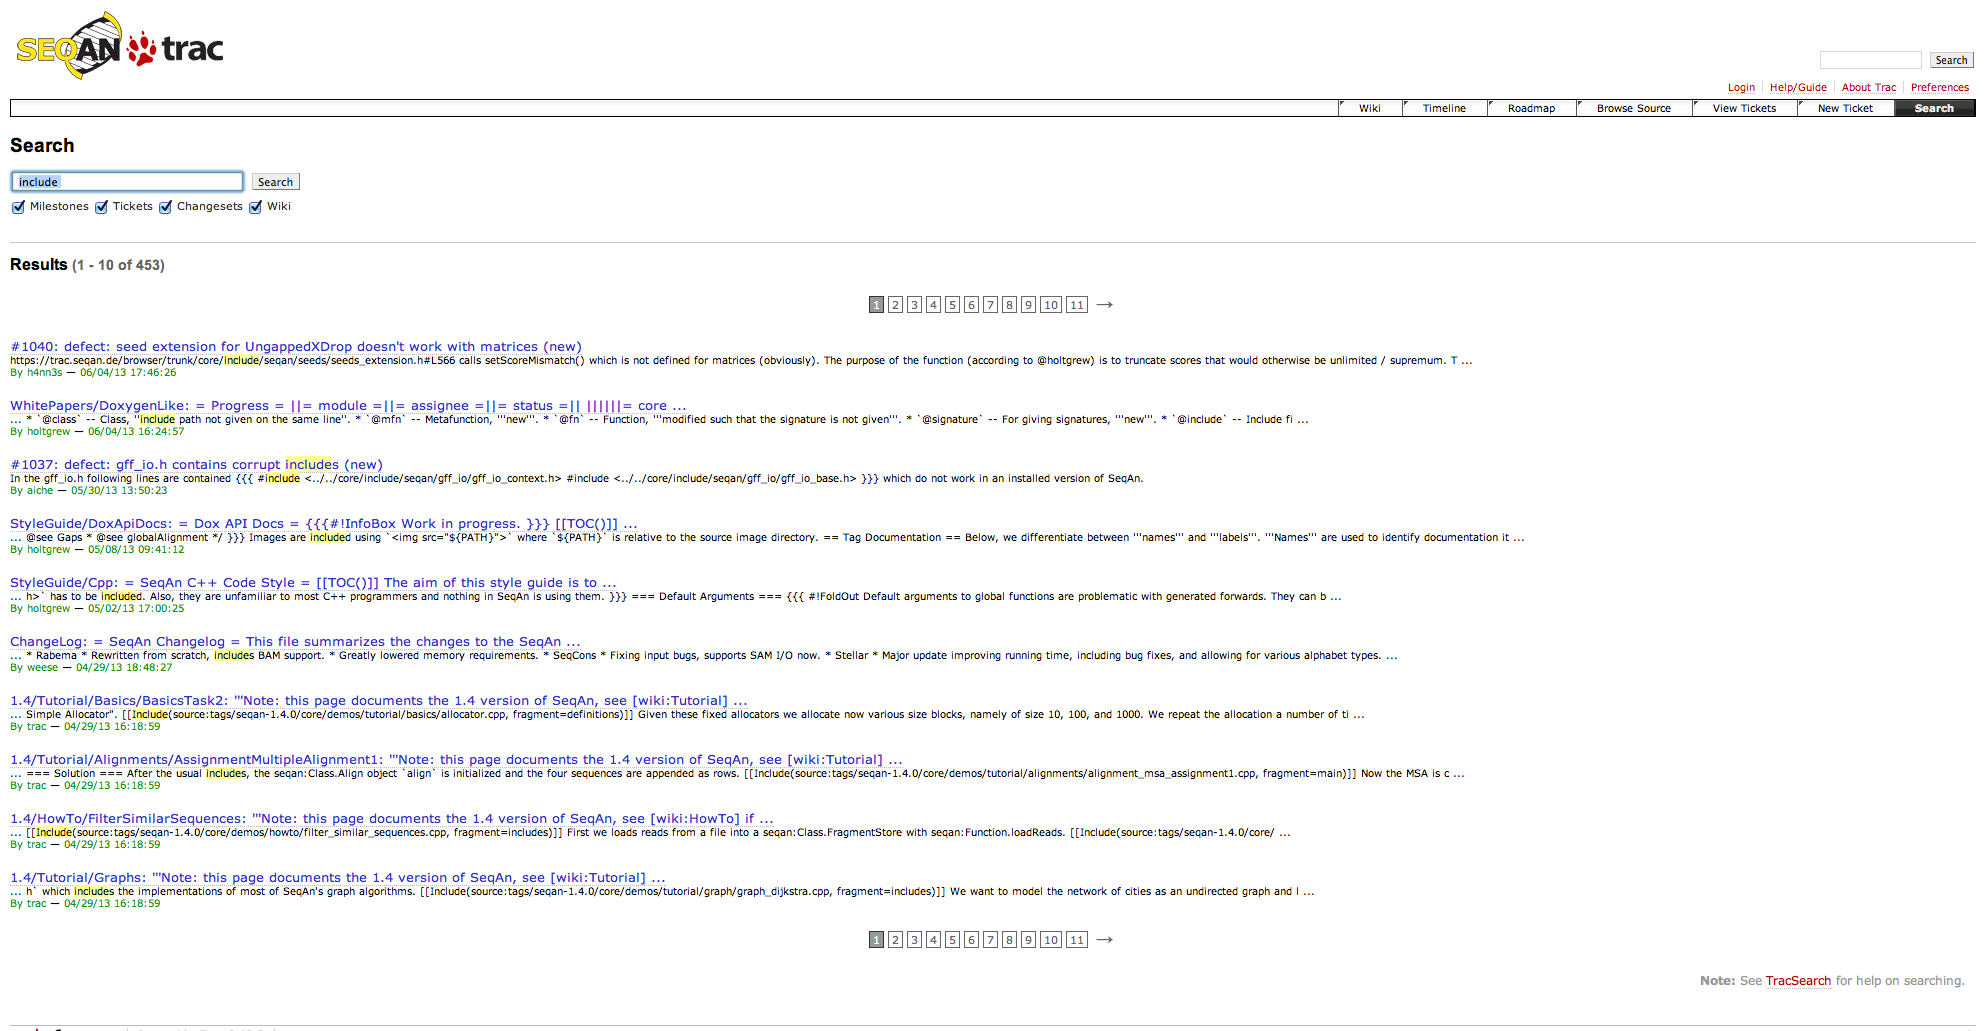 SEQAN trac
Search
Login Help/Guide About Trac Preferences
Wiki Timeline Roadmap Browse Source View Tickets New Ticket Search
Search
include Search
Milestones Tickets Changesets Wiki
Results (1 - 10 of 453)
1 2 3 4 5 6 7 8 9 10 11 →
#1040: defect: seed extension for UngappedXDrop doesn't work with matrices (new)
https://trac.seqan.de/browser/trunk/core/include/seqan/seeds/seeds_extension.h#L566 calls setScoreMismatch() which is not defined for matrices (obviously). The purpose of the function (according to @holtgrew) is to truncate scores that would otherwise be unlimited / supremum. T ...
By h4nn3s — 06/04/13 17:46:26
WhitePapers/DoxygenLike: = Progress = ||= module =||= assignee =||= status =|| ||||||= core ...
... * `@class` -- Class, ''include path not given on the same line''. * `@mfn` -- Metafunction, '''new'''. * `@fn` -- Function, '''modified such that the signature is not given'''. * `@signature` -- For giving signatures, '''new'''. * `@include` -- Include fi ...
By holtgrew — 06/04/13 16:24:57
#1037: defect: gff_io.h contains corrupt includes (new)
In the gff_io.h following lines are contained {{{ #include <../../core/include/seqan/gff_io/gff_io_context.h> #include <../../core/include/seqan/gff_io/gff_io_base.h> }}} which do not work in an installed version of SeqAn.
By aiche — 05/30/13 13:50:23
StyleGuide/DoxApiDocs: = Dox API Docs = {{{#!InfoBox Work in progress. }}} [[TOC()]] ...
... @see Gaps * @see globalAlignment */ }}} Images are included using `<img src="${PATH}">` where `${PATH}` is relative to the source image directory. == Tag Documentation == Below, we differentiate between '''names''' and '''labels'''. '''Names''' are used to identify documentation it ...
By holtgrew — 05/08/13 09:41:12
StyleGuide/Cpp: = SeqAn C++ Code Style = [[TOC()]] The aim of this style guide is to ...
... h>` has to be included. Also, they are unfamiliar to most C++ programmers and nothing in SeqAn is using them. }}} === Default Arguments === {{{ #!FoldOut Default arguments to global functions are problematic with generated forwards. They can b ...
By holtgrew — 05/02/13 17:00:25
ChangeLog: = SeqAn Changelog = This file summarizes the changes to the SeqAn ...
... * Rabema * Rewritten from scratch, includes BAM support. * Greatly lowered memory requirements. * SeqCons * Fixing input bugs, supports SAM I/O now. * Stellar * Major update improving running time, including bug fixes, and allowing for various alphabet types. ...
By weese — 04/29/13 18:48:27
1.4/Tutorial/Basics/BasicsTask2: '''Note: this page documents the 1.4 version of SeqAn, see [wiki:Tutorial] ...
... Simple Allocator". [[Include(source:tags/seqan-1.4.0/core/demos/tutorial/basics/allocator.cpp, fragment=definitions)]] Given these fixed allocators we allocate now various size blocks, namely of size 10, 100, and 1000. We repeat the allocation a number of ti ...
By trac — 04/29/13 16:18:59
1.4/Tutorial/Alignments/AssignmentMultipleAlignment1: '''Note: this page documents the 1.4 version of SeqAn, see [wiki:Tutorial] ...
... === Solution === After the usual includes, the seqan:Class.Align object `align` is initialized and the four sequences are appended as rows. [[Include(source:tags/seqan-1.4.0/core/demos/tutorial/alignments/alignment_msa_assignment1.cpp, fragment=main)]] Now the MSA is c ...
By trac — 04/29/13 16:18:59
1.4/HowTo/FilterSimilarSequences: '''Note: this page documents the 1.4 version of SeqAn, see [wiki:HowTo] if ...
... [[Include(source:tags/seqan-1.4.0/core/demos/howto/filter_similar_sequences.cpp, fragment=includes)]] First we loads reads from a file into a seqan:Class.FragmentStore with seqan:Function.loadReads. [[Include(source:tags/seqan-1.4.0/core/ ...
By trac — 04/29/13 16:18:59
1.4/Tutorial/Graphs: '''Note: this page documents the 1.4 version of SeqAn, see [wiki:Tutorial] ...
... h` which includes the implementations of most of SeqAn's graph algorithms. [[Include(source:tags/seqan-1.4.0/core/demos/tutorial/graph/graph_dijkstra.cpp, fragment=includes)]] We want to model the network of cities as an undirected graph and l ...
By trac — 04/29/13 16:18:59
1 2 3 4 5 6 7 8 9 10 11 →
Note: See TracSearch for help on searching.